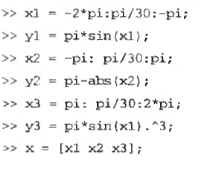 >> x1 = -2*pi:pi/30:-pi;
>> y1 = pi*sin(x1);
>> x2 = -pi: pi/30:pi;
>> y2 = pi-abs(x2);
>> x3 = pi: pi/30:2*pi;
>> y3 = pi*sin(x1).^3;
>> x = [x1 x2 x3];